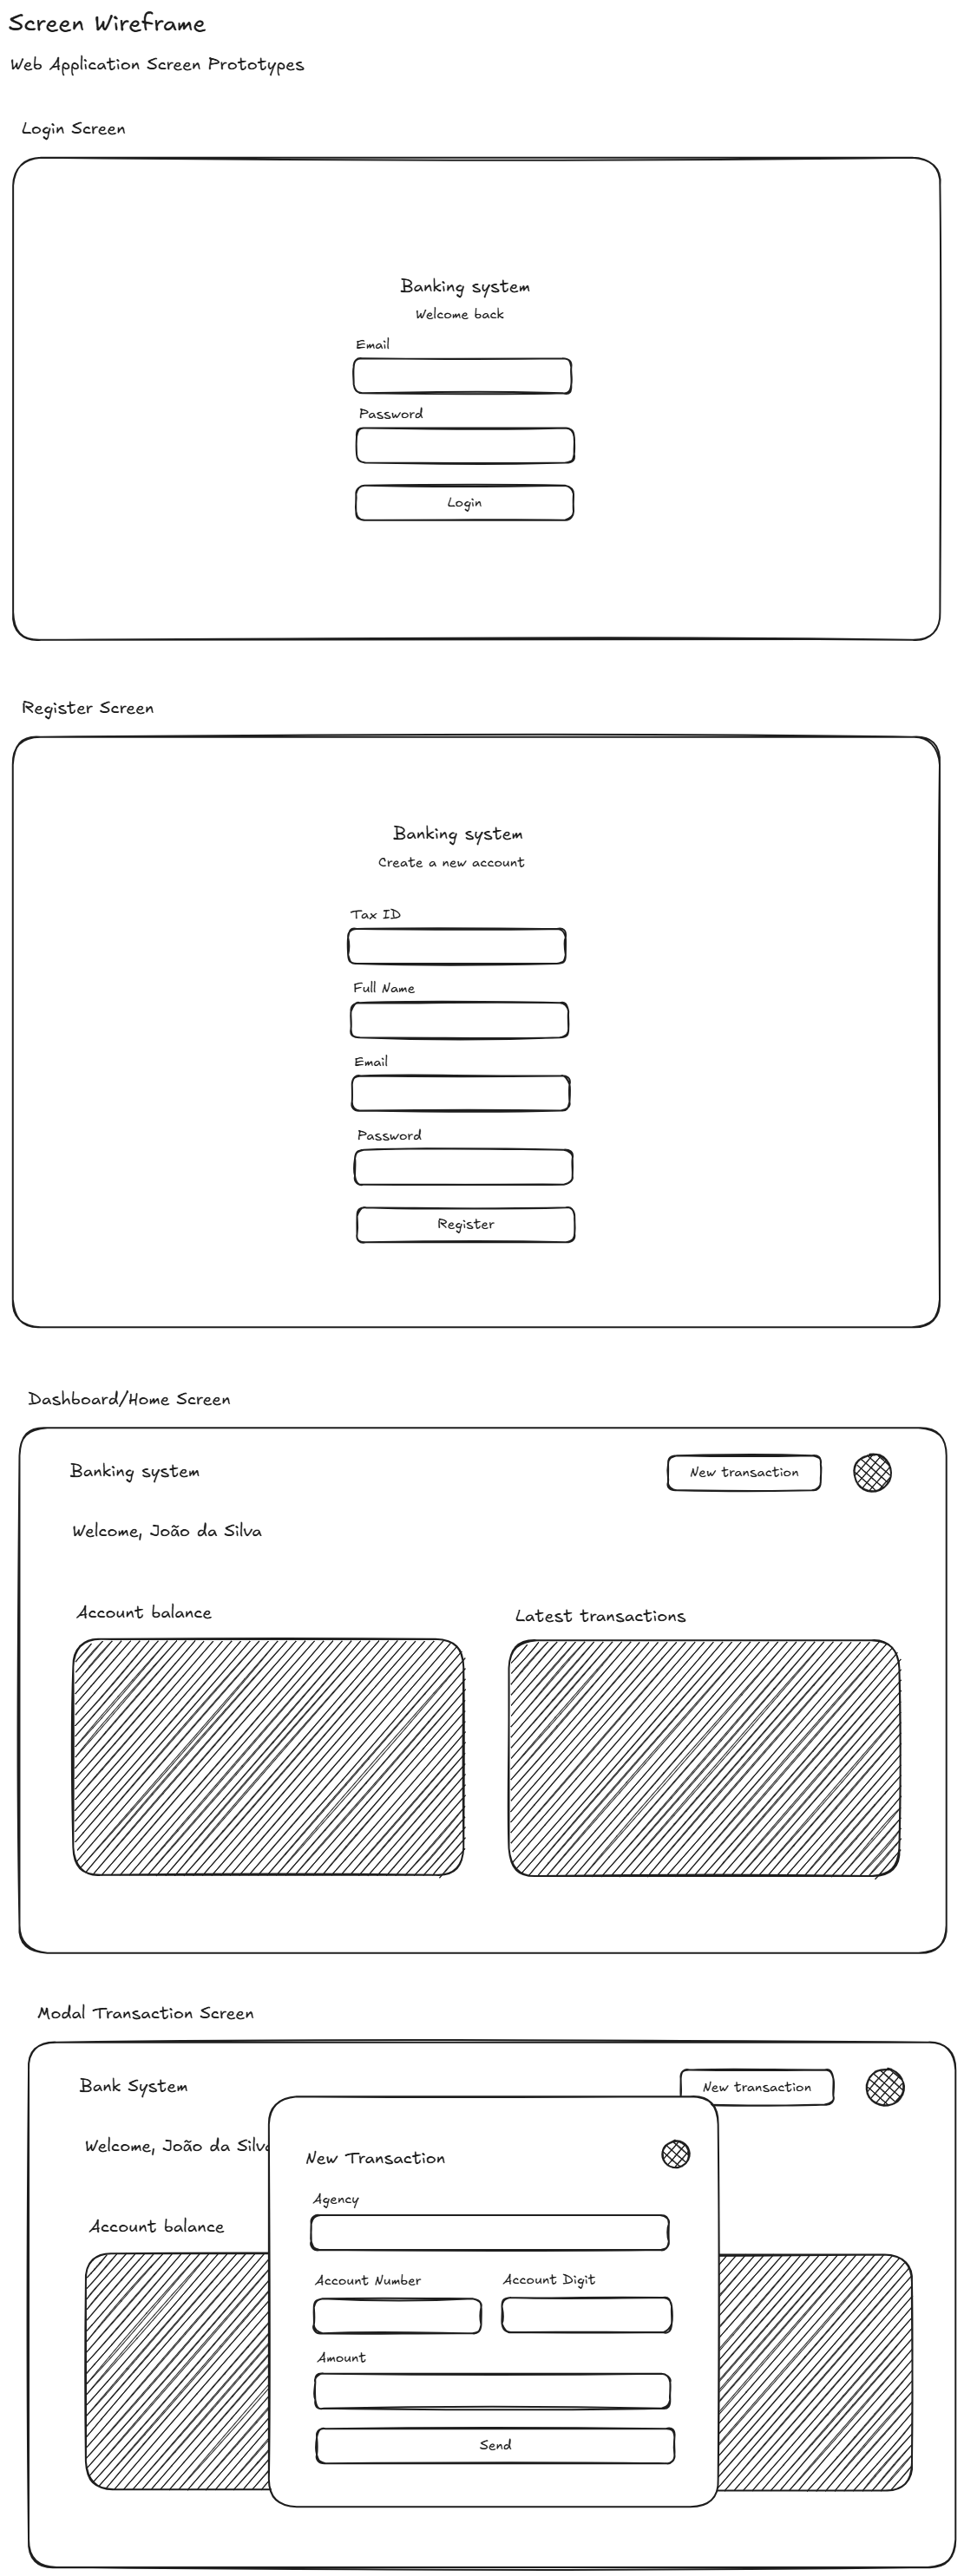 Screen Wireframe
Web Application Screen Prototypes
Login Screen
Banking system
Welcome back
Email
Password
Login
Register Screen
Banking system
Create a new account
Tax ID
Full Name
Email
Password
Register
Dashboard/Home Screen
Banking system
New transaction
Welcome, João da Silva
Account balance
Latest transactions
Modal Transaction Screen
Bank System
New transaction
Welcome, João da Silva
New Transaction
Agency
Account balance
Account Number
Account Digit
Amount
Send